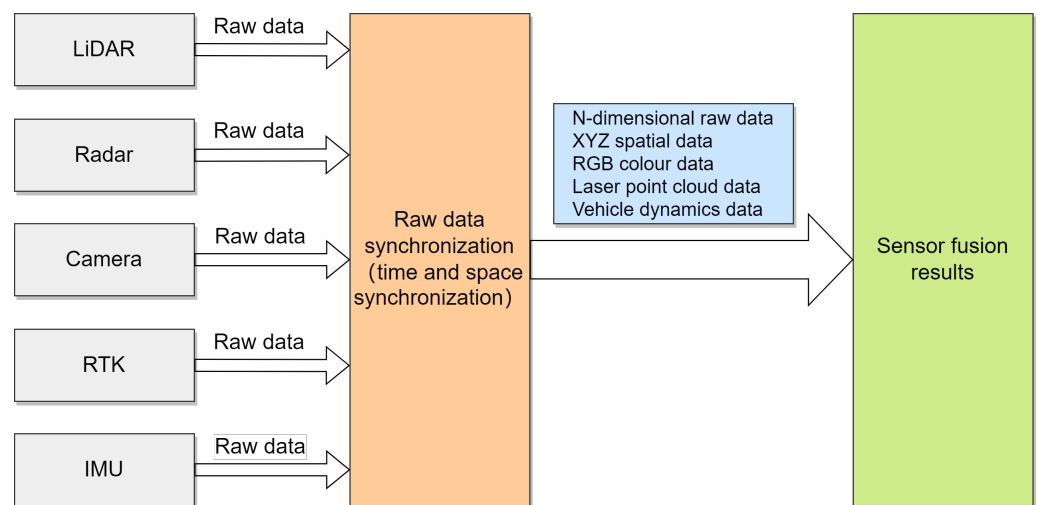 LiDAR
Raw data
Radar
Raw data
Camera
Raw data
RTK
Raw data
IMU
Raw data
Raw data
synchronization
（time and space
synchronization）
N-dimensional raw data
XYZ spatial data
RGB colour data
Laser point cloud data
Vehicle dynamics data
Sensor fusion
results